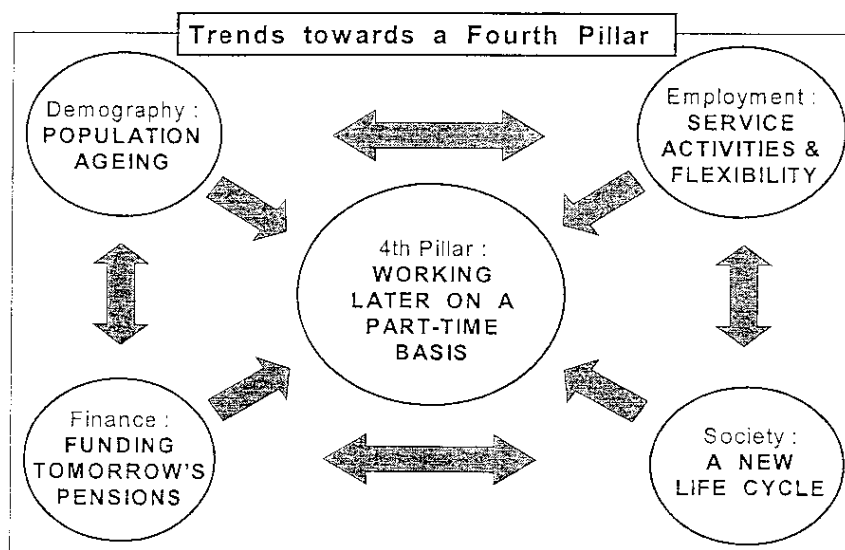 Trends towards a Fourth Pillar
Demography :
POPULATION
AGEING
Employment :
SERVICE
ACTIVITIES &
FLEXIBILITY
4th Pillar :
WORKING
LATER ON A
PART-TIME
BASIS
Finance :
FUNDING
TOMORROW'S
PENSIONS
Society :
A NEW
LIFE CYCLE